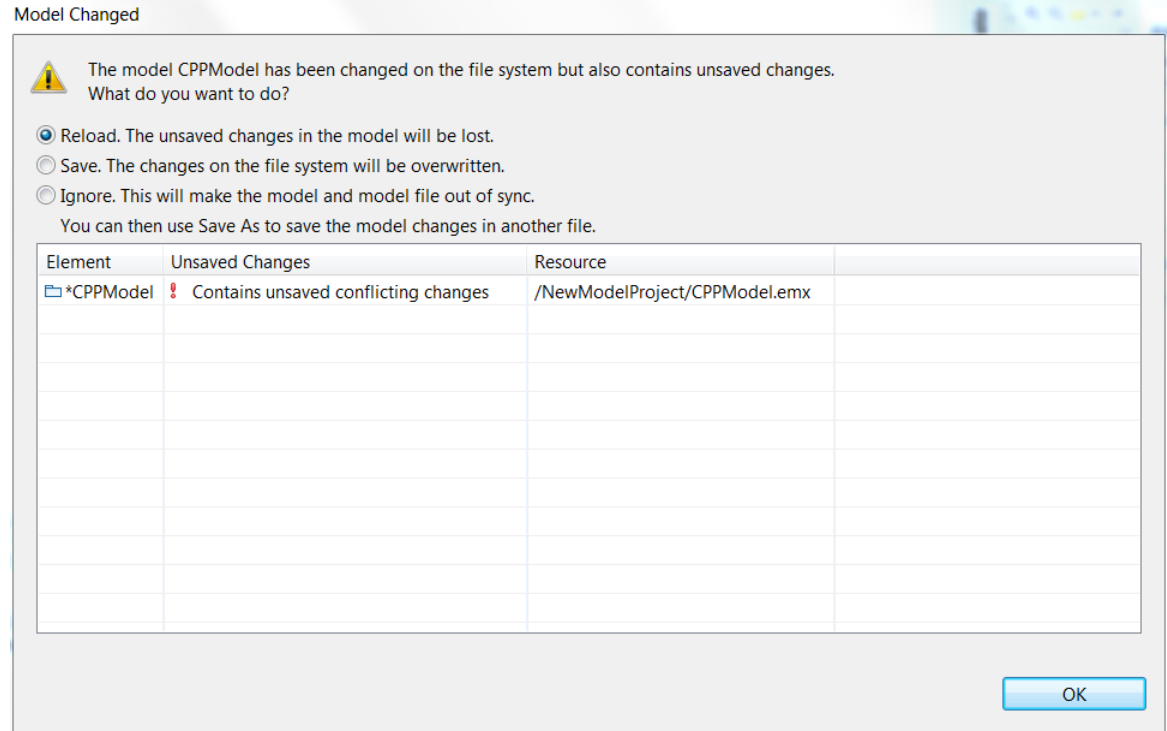 Model Changed
The model CPPModel has been changed on the file system but also contains unsaved changes.
What do you want to do?
Reload. The unsaved changes in the model will be lost.
Save. The changes on the file system will be overwritten.
Ignore. This will make the model and model file out of sync.
You can then use Save As to save the model changes in another file.
Element Unsaved Changes Resource
*CPPModel Contains unsaved conflicting changes /NewModelProject/CPPModel.emx
OK